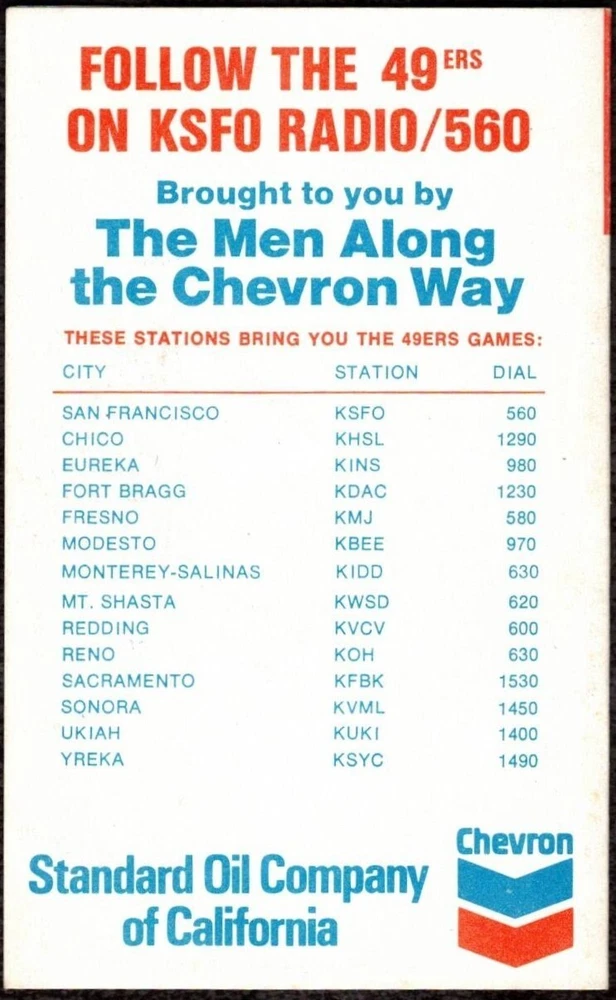 FOLLOW THE 49ERS
ON KSFO RADIO/560
Brought to you by
The Men Along
the Chevron Way
THESE STATIONS BRING YOU THE 49ERS GAMES:
CITY STATION DIAL
SAN FRANCISCO KSFO 560
CHICO KHSL 1290
EUREKA KINS 980
FORT BRAGG KDAC 1230
FRESNO KMJ 580
MODESTO KBEE 970
MONTEREY-SALINAS KIDD 630
MT. SHASTA KWSD 620
REDDING KVCV 600
RENO KOH 630
SACRAMENTO KFBK 1530
SONORA KVML 1450
UKIAH KUKI 1400
YREKA KSYC 1490
Chevron
Standard Oil Company
of California